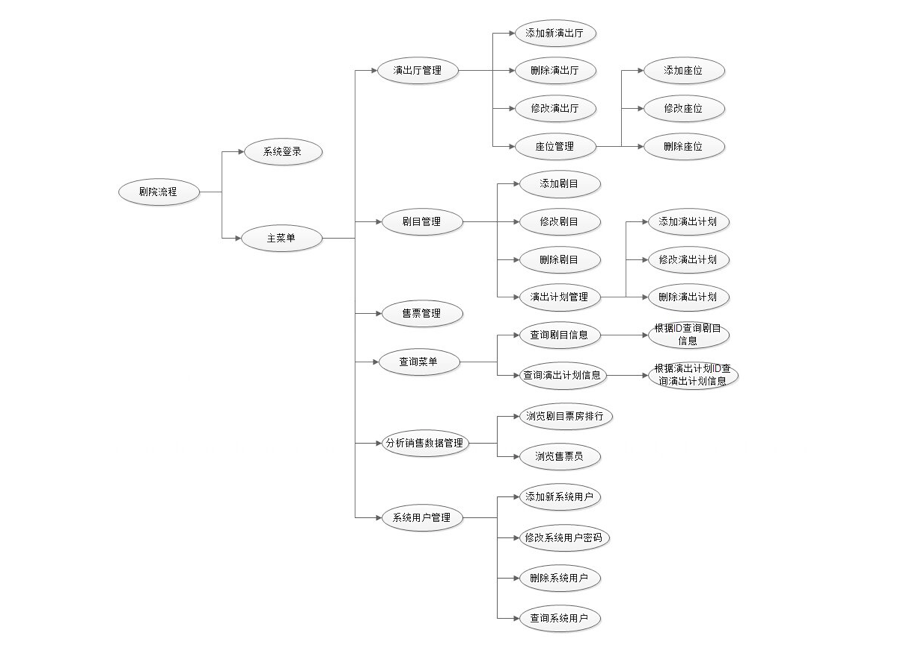 剧院流程
系统登录
主菜单
演出厅管理
添加新演出厅
删除演出厅
修改演出厅
座位管理
添加座位
修改座位
删除座位
剧目管理
添加剧目
修改剧目
删除剧目
演出计划管理
添加演出计划
修改演出计划
删除演出计划
售票管理
查询菜单
查询剧目信息
根据ID查询剧目
信息
查询演出计划信息
根据演出计划ID查
询演出计划信息
分析销售数据管理
浏览剧目票房排行
浏览售票员
系统用户管理
添加新系统用户
修改系统用户密码
删除系统用户
查询系统用户